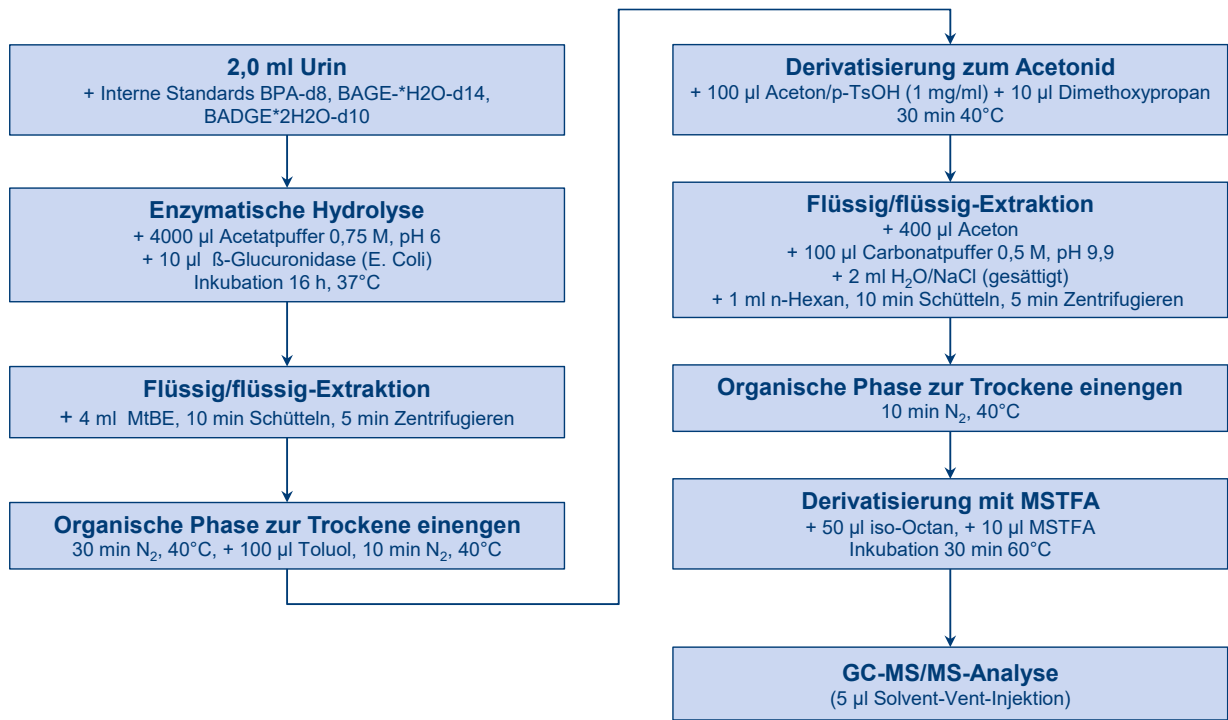 2,0 ml Urin
+ Interne Standards BPA-d8, BAGE-*H2O-d14,
BADGE*2H2O-d10
Enzymatische Hydrolyse
+ 4000 µl Acetatpuffer 0,75 M, pH 6
+ 10 µl ß-Glucuronidase (E. Coli)
Inkubation 16 h, 37°C
Flüssig/flüssig-Extraktion
+ 4 ml MtBE, 10 min Schütteln, 5 min Zentrifugieren
Organische Phase zur Trockene einengen
30 min N₂, 40°C, + 100 µl Toluol, 10 min N₂, 40°C
Derivatisierung zum Acetonid
+ 100 µl Aceton/p-TsOH (1 mg/ml) + 10 µl Dimethoxypropan
30 min 40°C
Flüssig/flüssig-Extraktion
+ 400 µl Aceton
+ 100 µl Carbonatpuffer 0,5 M, pH 9,9
+ 2 ml H₂O/NaCl (gesättigt)
+ 1 ml n-Hexan, 10 min Schütteln, 5 min Zentrifugieren
Organische Phase zur Trockene einengen
10 min N₂, 40°C
Derivatisierung mit MSTFA
+ 50 µl iso-Octan, + 10 µl MSTFA
Inkubation 30 min 60°C
GC-MS/MS-Analyse
(5 µl Solvent-Vent-Injektion)